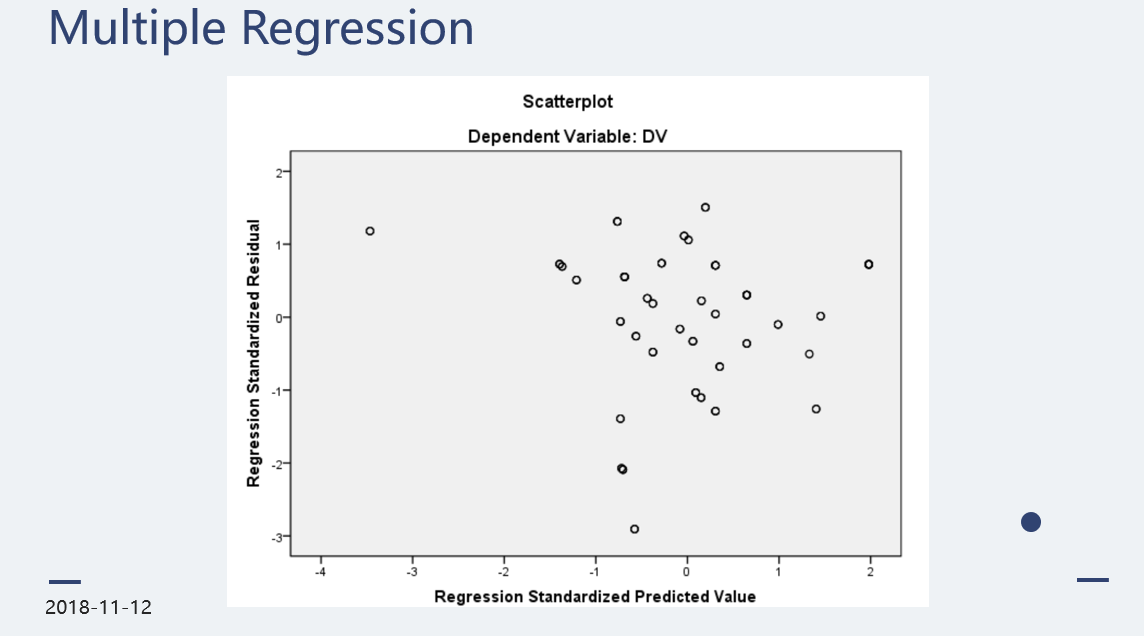 Multiple Regression
Scatterplot
Dependent Variable: DV
Regression Standardized Residual
2
1
0
-1
-2
-3
-4
-3
-2
-1
0
1
2
Regression Standardized Predicted Value
2018-11-12